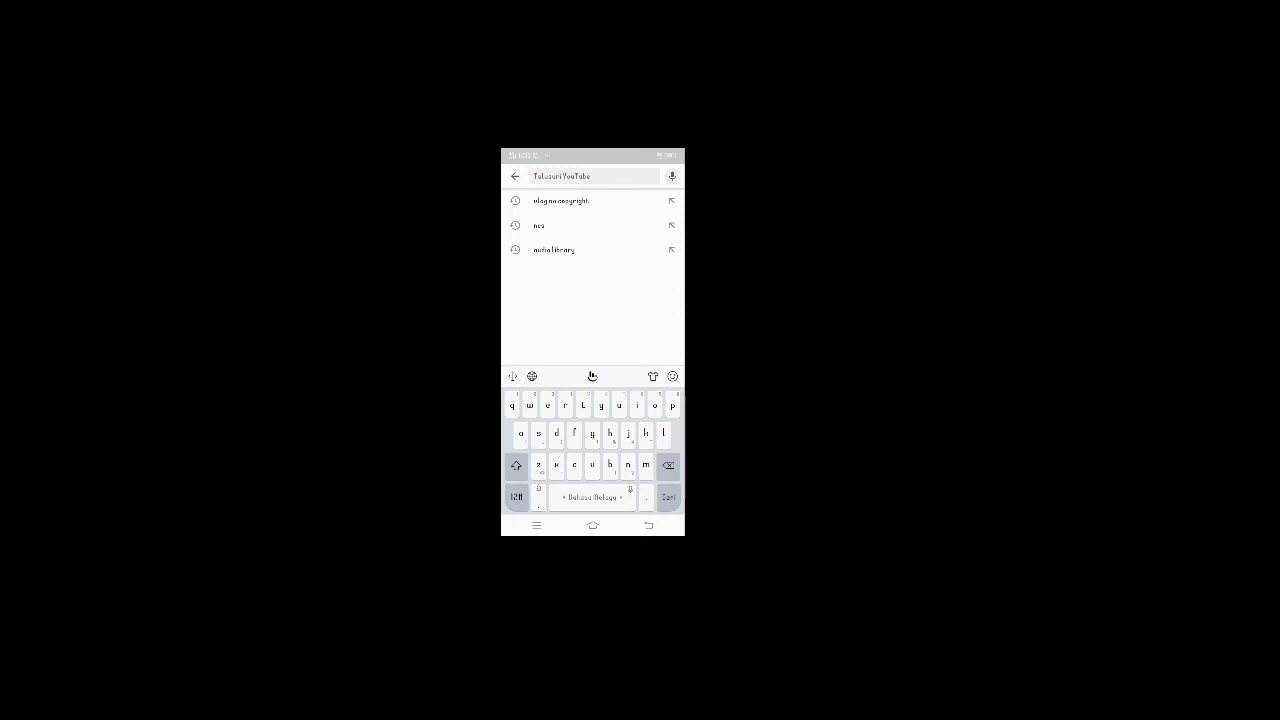 Telusuri YouTube
vlog no copyright.
ncs
audio library
q w e r t y u i o p
a s d f g h j k l
z x c v b n m
12# , Bahasa Melayu . Cari